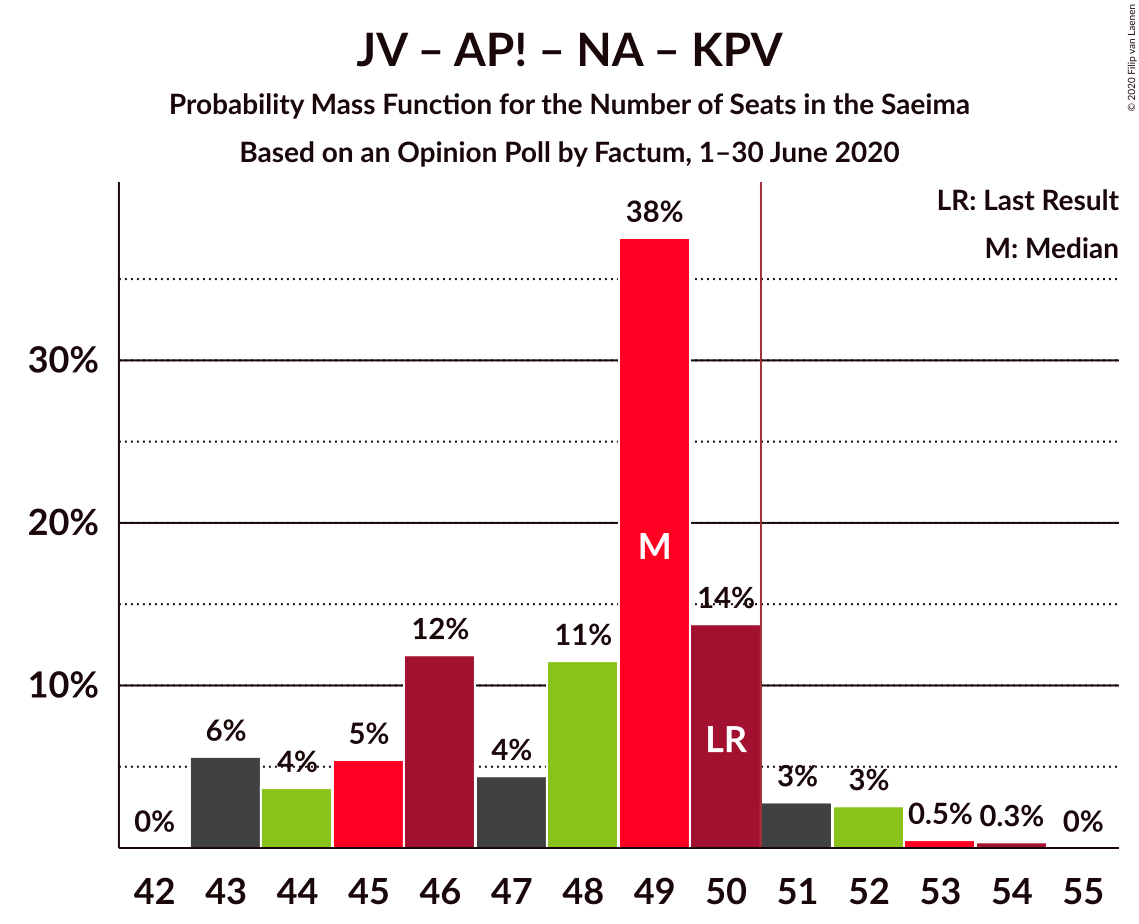 JV – AP! – NA – KPV
Probability Mass Function for the Number of Seats in the Saeima
Based on an Opinion Poll by Factum, 1–30 June 2020
© 2020 Filip van Laenen
LR: Last Result
M: Median
38%
30%
20%
10%
M
LR
0%
6%
4%
5%
12%
4%
11%
14%
3%
3%
0.5%
0.3%
0%
42 43 44 45 46 47 48 49 50 51 52 53 54 55